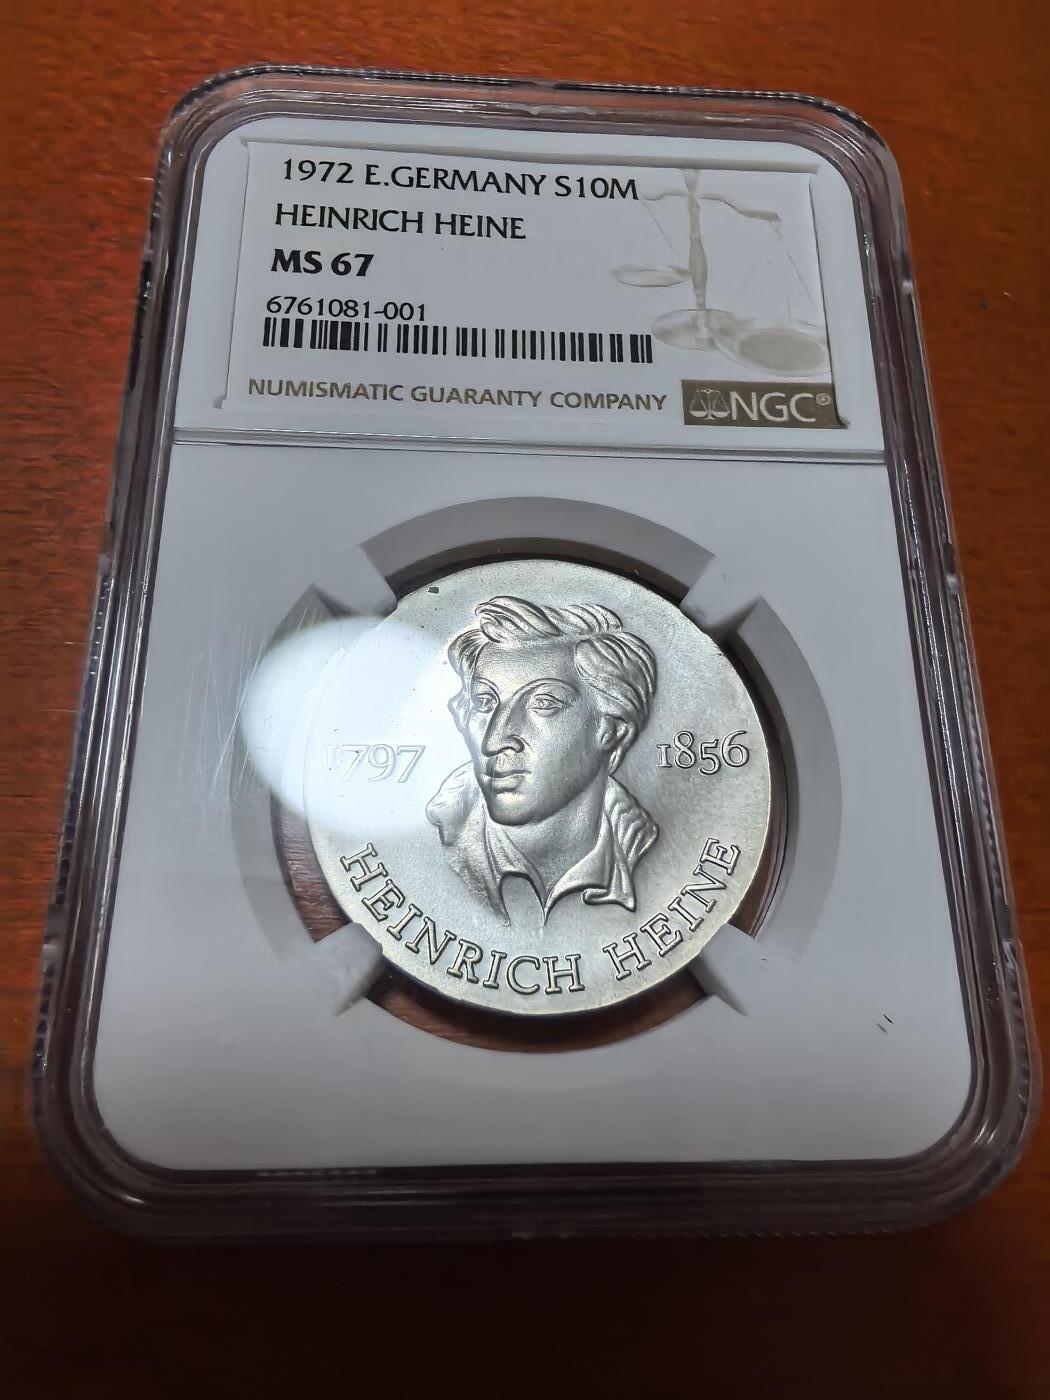 1972 E.GERMANY S10M
HEINRICH HEINE
MS 67
6761081-001
NUMISMATIC GUARANTY COMPANY NGC®
1797 1856
HEINRICH HEINE